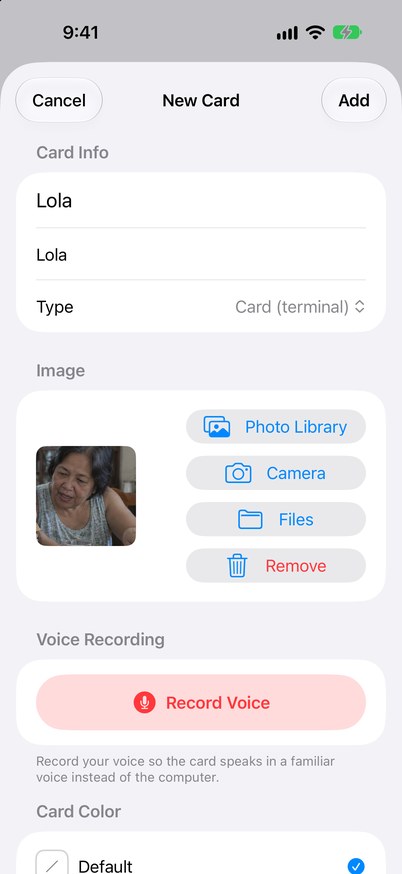 9:41
Cancel
New Card
Add
Card Info
Lola
Lola
Type
Card (terminal)
Image
Photo Library
Camera
Files
Remove
Voice Recording
Record Voice
Record your voice so the card speaks in a familiar
voice instead of the computer.
Card Color
Default